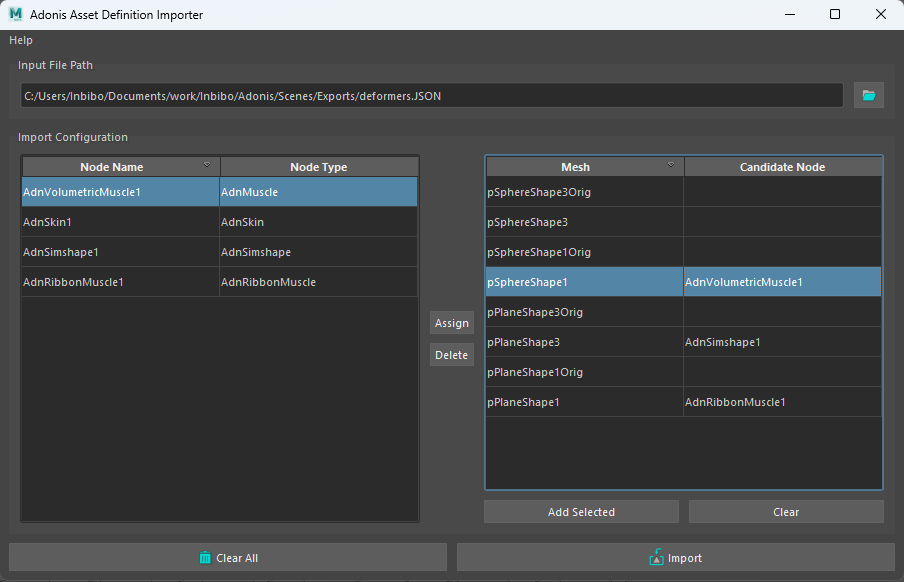 Adonis Asset Definition Importer
Help
Input File Path
C:/Users/Inbibo/Documents/work/Inbibo/Adonis/Scenes/Exports/deformers.JSON
Import Configuration
Node Name Node Type
AdnVolumetricMuscle1 AdnMuscle
AdnSkin1 AdnSkin
AdnSimshape1 AdnSimshape
AdnRibbonMuscle1 AdnRibbonMuscle
Assign
Delete
Mesh Candidate Node
pSphereShape3Orig
pSphereShape3
pSphereShape1Orig
pSphereShape1 AdnVolumetricMuscle1
pPlaneShape3Orig
pPlaneShape3 AdnSimshape1
pPlaneShape1Orig
pPlaneShape1 AdnRibbonMuscle1
Add Selected Clear
Clear All Import